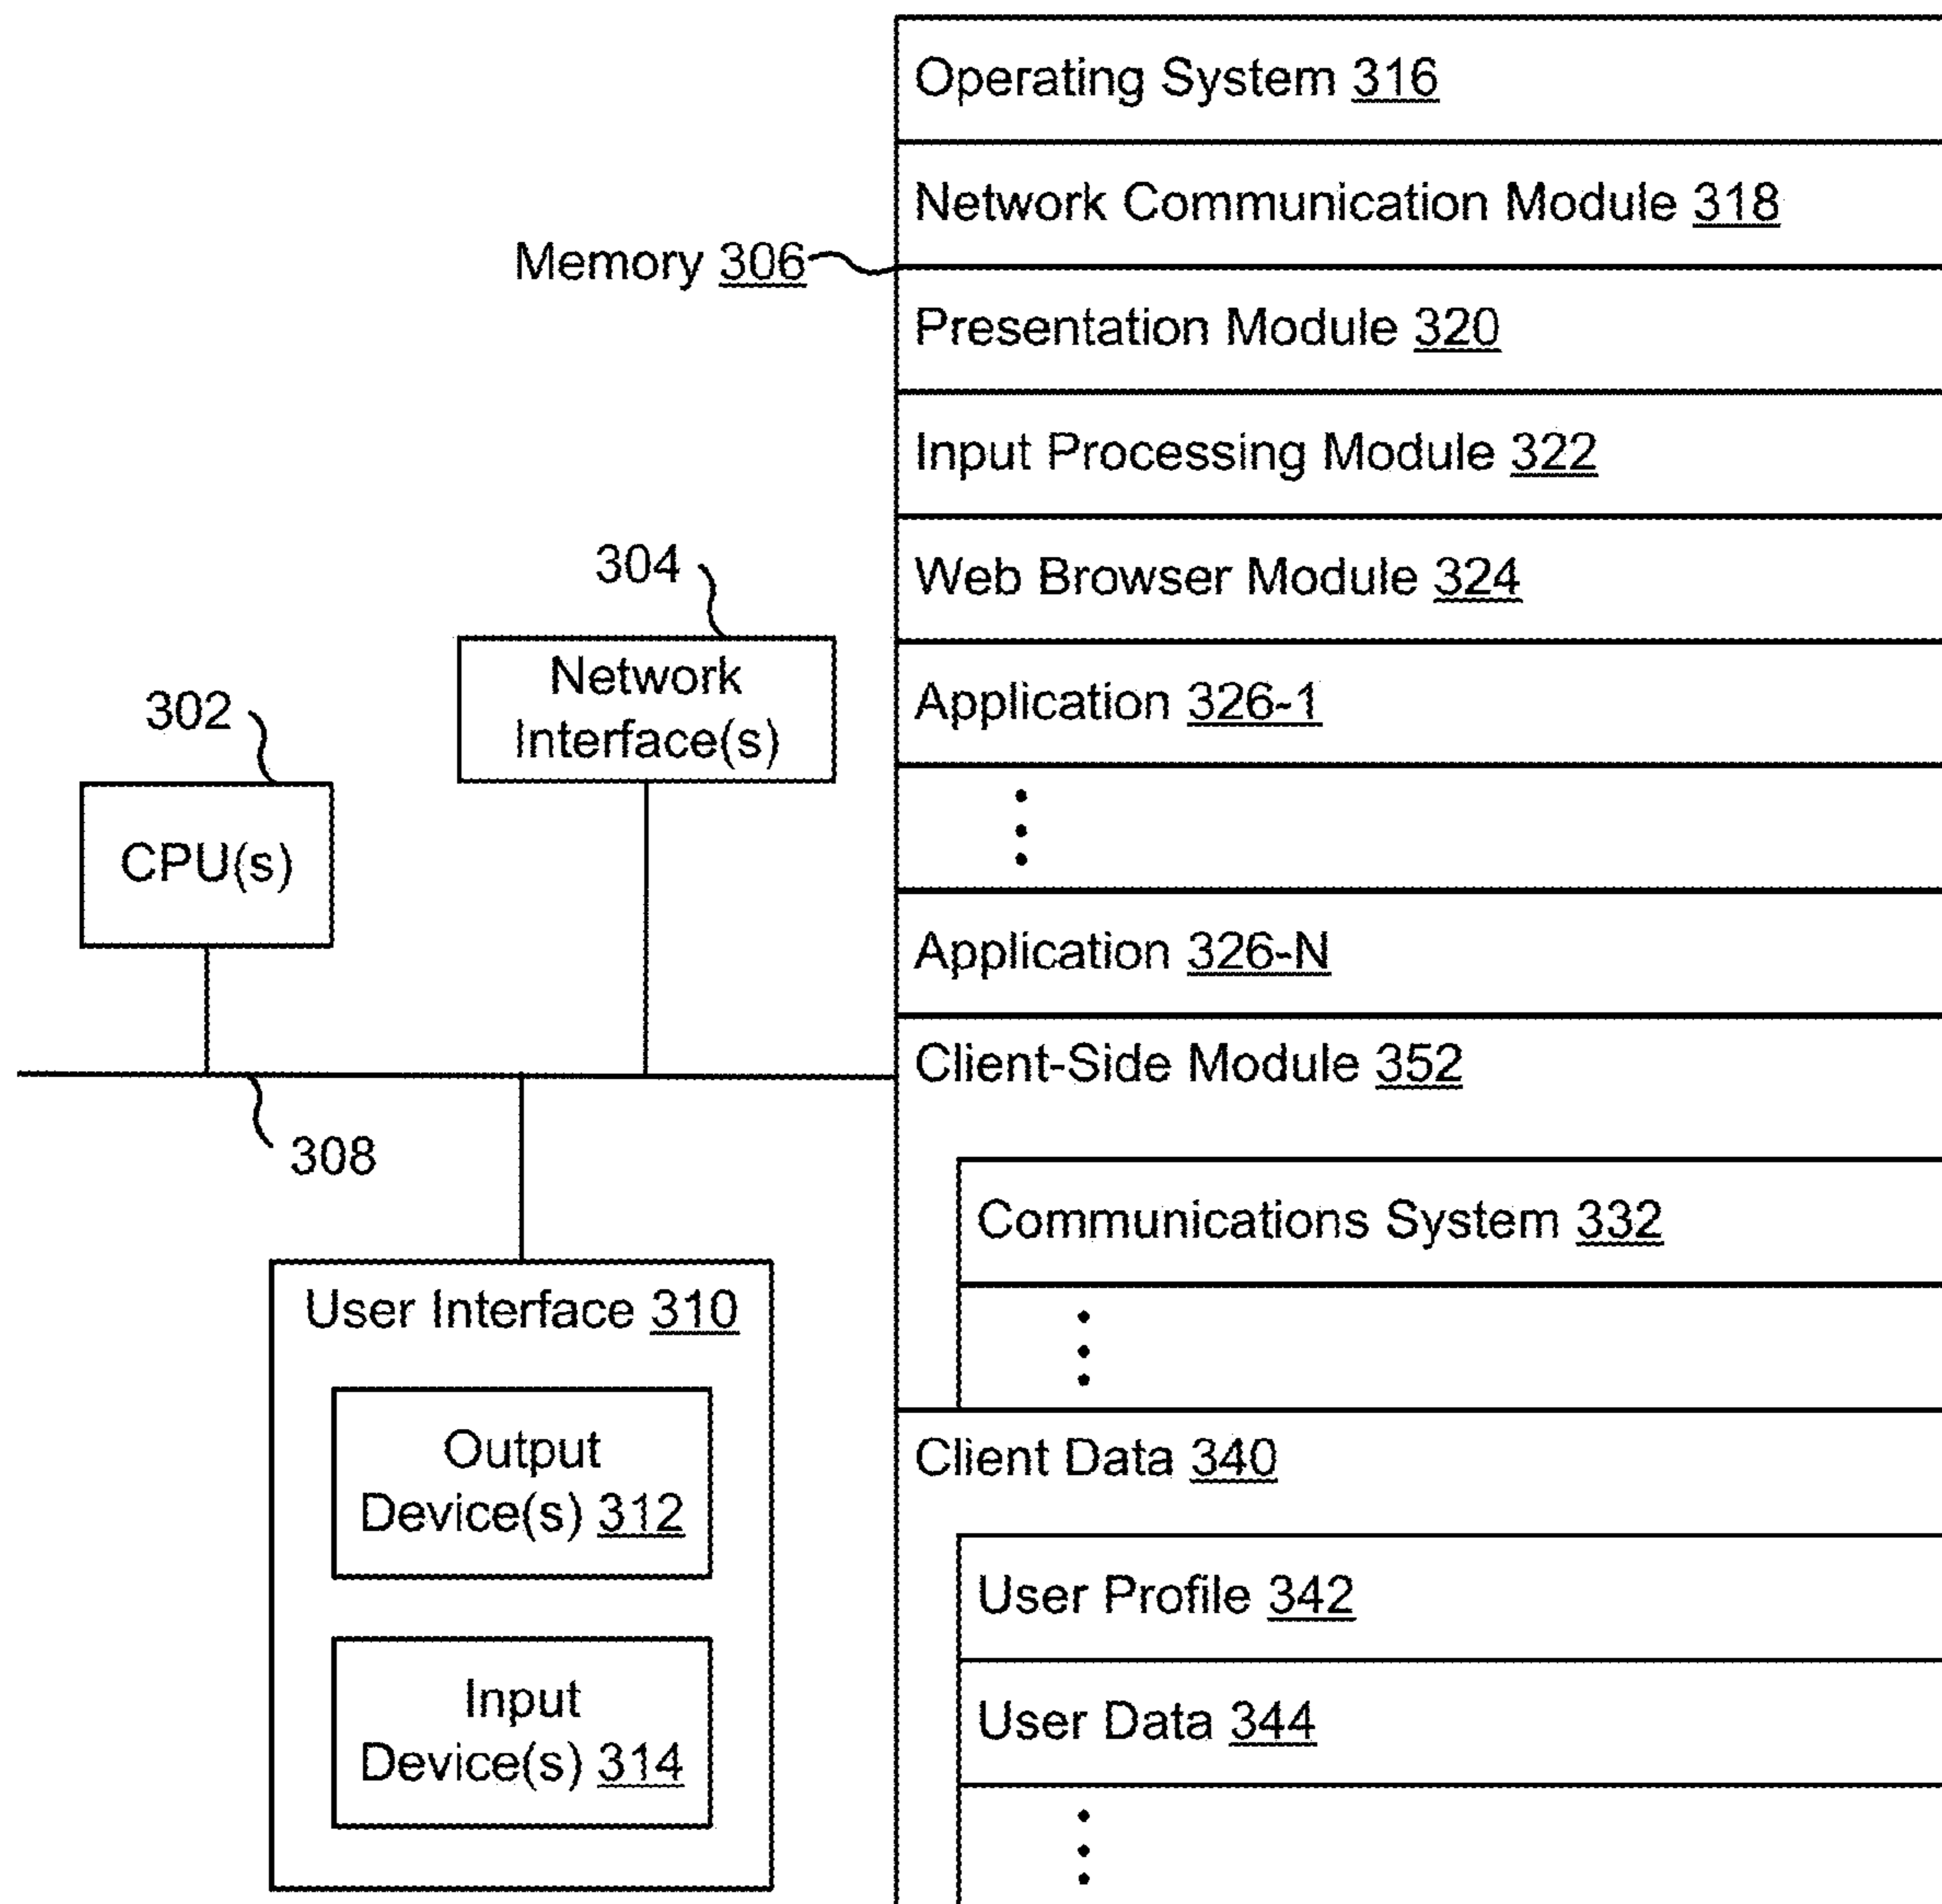 Operating System 316
Network Communication Module 318
Memory 306
Presentation Module 320
Input Processing Module 322
Web Browser Module 324
304
Network
Interface(s)
302
CPU(s)
Application 326-1
Application 326-N
Client-Side Module 352
308
Communications System 332
User Interface 310
Output
Device(s) 312
Input
Device(s) 314
Client Data 340
User Profile 342
User Data 344